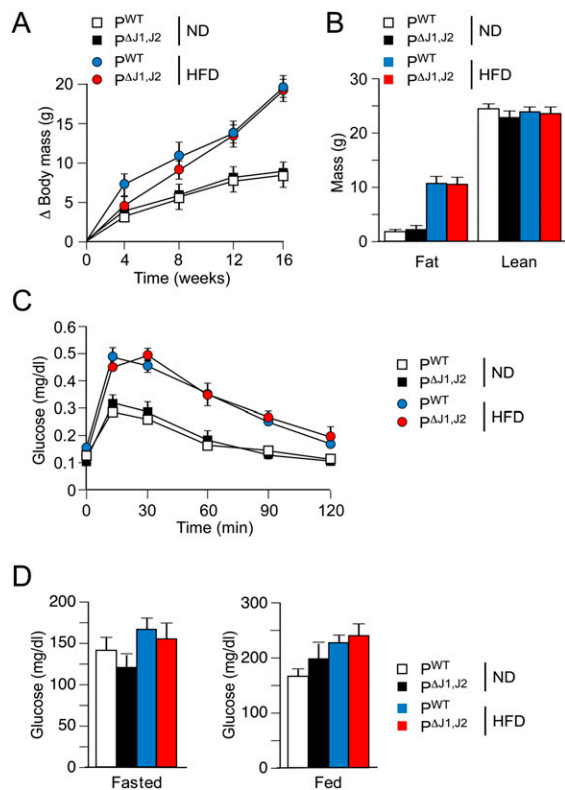 A
P^WT
P^ΔJ1,J2
ND
P^WT
P^ΔJ1,J2
HFD
Δ Body mass (g)
20
15
10
5
0
0 4 8 12 16
Time (weeks)
B
P^WT
P^ΔJ1,J2
ND
P^WT
P^ΔJ1,J2
HFD
Mass (g)
30
20
10
0
Fat Lean
C
Glucose (mg/dl)
0.6
0.5
0.4
0.3
0.2
0.1
0
0 30 60 90 120
Time (min)
P^WT
P^ΔJ1,J2
ND
P^WT
P^ΔJ1,J2
HFD
D
Glucose (mg/dl)
200
150
100
50
0
Fasted
Glucose (mg/dl)
300
200
100
0
Fed
P^WT
P^ΔJ1,J2
ND
P^WT
P^ΔJ1,J2
HFD